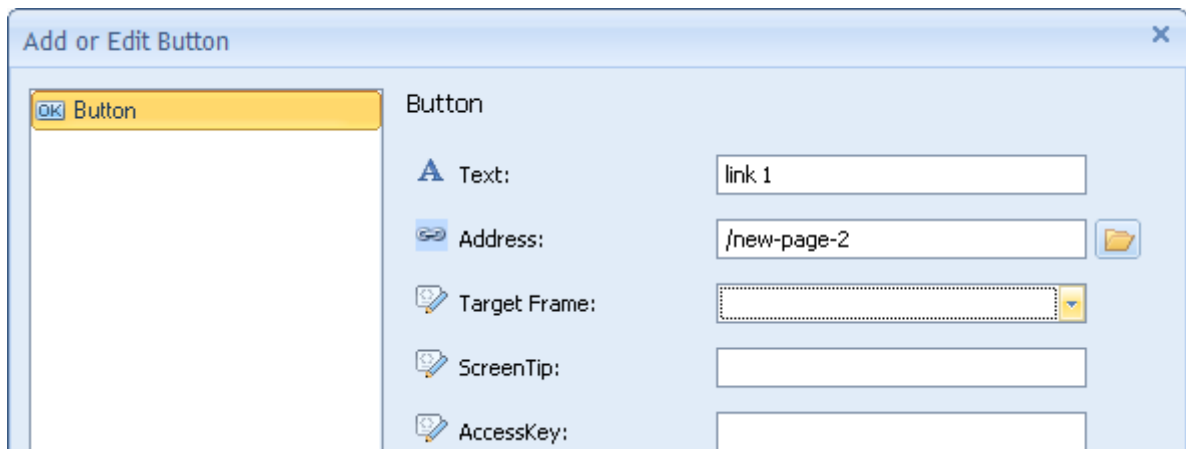 Add or Edit Button
OK Button
Button
A Text: link 1
Address: /new-page-2
Target Frame:
ScreenTip:
AccessKey: